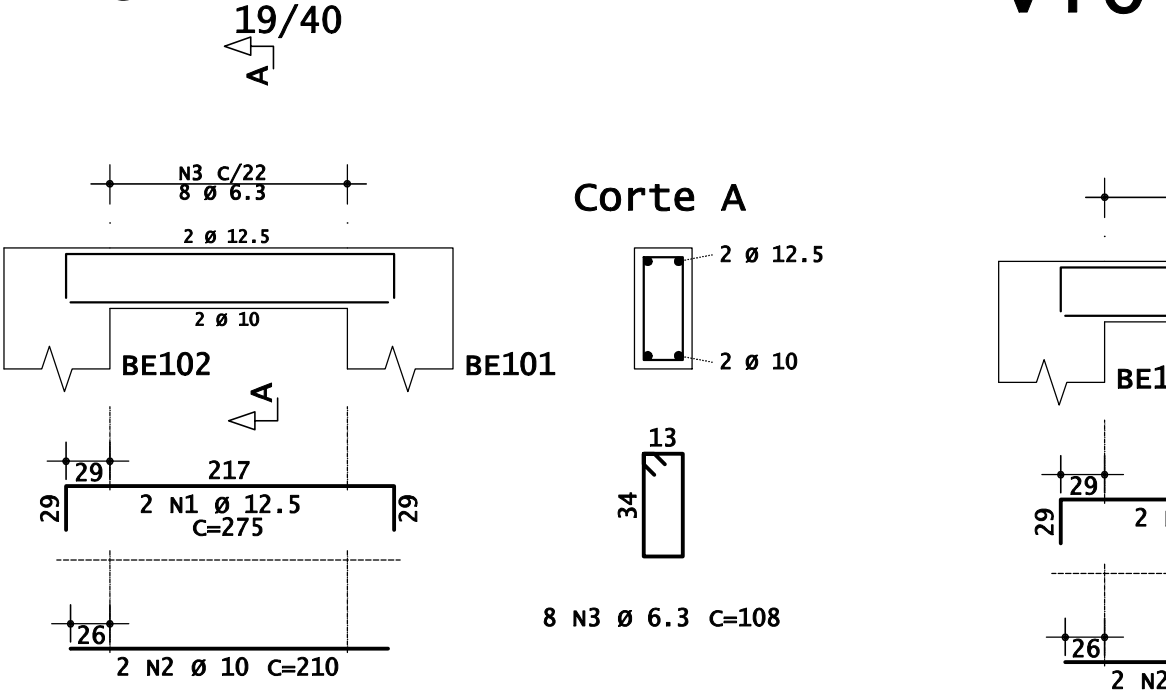 19/40
A
N3 C/22
8 Ø 6.3
2 Ø 12.5
2 Ø 10
BE102
BE101
A
Corte A
2 Ø 12.5
2 Ø 10
29
217
29
2 N1 Ø 12.5
29
C=275
13
34
8 N3 Ø 6.3 C=108
26
2 N2 Ø 10 C=210
29
29
26
2 N2